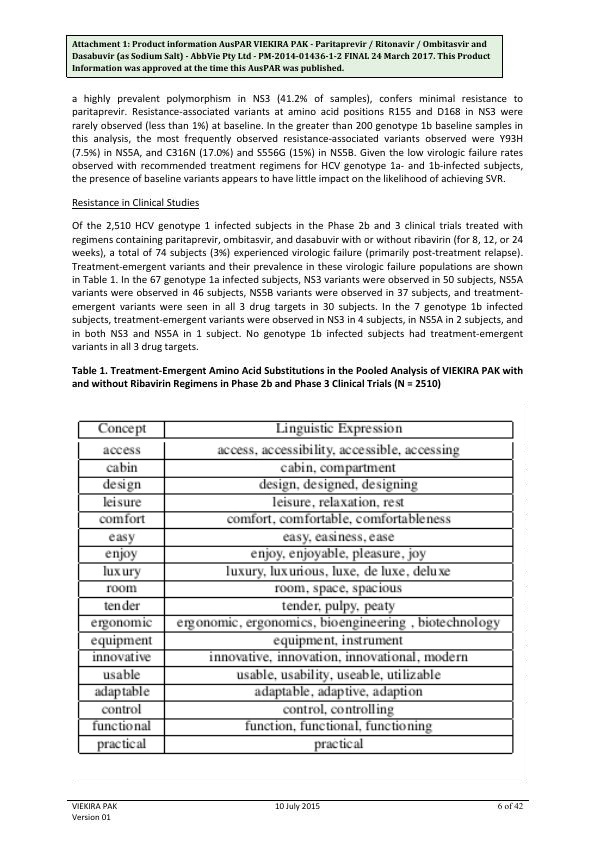 Attachment 1: Product information AusPAR VIEKIRA PAK - Paritaprevir / Ritonavir / Ombitasvir and
Dasabuvir (as Sodium Salt) - AbbVie Pty Ltd - PM-2014-01436-1-2 FINAL 24 March 2017. This Product
Information was approved at the time this AusPAR was published.
a highly prevalent polymorphism in NS3 (41.2% of samples), confers minimal resistance to
paritaprevir. Resistance-associated variants at amino acid positions R155 and D168 in NS3 were
rarely observed (less than 1%) at baseline. In the greater than 200 genotype 1b baseline samples in
this analysis, the most frequently observed resistance-associated variants observed were Y93H
(7.5%) in NS5A, and C316N (17.0%) and S556G (15%) in NS5B. Given the low virologic failure rates
observed with recommended treatment regimens for HCV genotype 1a- and 1b-infected subjects,
the presence of baseline variants appears to have little impact on the likelihood of achieving SVR.
Resistance in Clinical Studies
Of the 2,510 HCV genotype 1 infected subjects in the Phase 2b and 3 clinical trials treated with
regimens containing paritaprevir, ombitasvir, and dasabuvir with or without ribavirin (for 8, 12, or 24
weeks), a total of 74 subjects (3%) experienced virologic failure (primarily post-treatment relapse).
Treatment-emergent variants and their prevalence in these virologic failure populations are shown
in Table 1. In the 67 genotype 1a infected subjects, NS3 variants were observed in 50 subjects, NS5A
variants were observed in 46 subjects, NS5B variants were observed in 37 subjects, and treatment-
emergent variants were seen in all 3 drug targets in 30 subjects. In the 7 genotype 1b infected
subjects, treatment-emergent variants were observed in NS3 in 4 subjects, in NS5A in 2 subjects, and
in both NS3 and NS5A in 1 subject. No genotype 1b infected subjects had treatment-emergent
variants in all 3 drug targets.
Table 1. Treatment-Emergent Amino Acid Substitutions in the Pooled Analysis of VIEKIRA PAK with
and without Ribavirin Regimens in Phase 2b and Phase 3 Clinical Trials (N = 2510)
Concept Linguistic Expression
access access, accessibility, accessible, accessing
cabin cabin, compartment
design design, designed, designing
leisure leisure, relaxation, rest
comfort comfort, comfortable, comfortableness
easy easy, easiness, ease
enjoy enjoy, enjoyable, pleasure, joy
luxury luxury, luxurious, luxe, de luxe, deluxe
room room, space, spacious
tender tender, pulpy, peaty
ergonomic ergonomic, ergonomics, bioengineering , biotechnology
equipment equipment, instrument
innovative innovative, innovation, innovational, modern
usable usable, usability, useable, utilizable
adaptable adaptable, adaptive, adaption
control control, controlling
functional function, functional, functioning
practical practical
VIEKIRA PAK 10 July 2015 6 of 42
Version 01